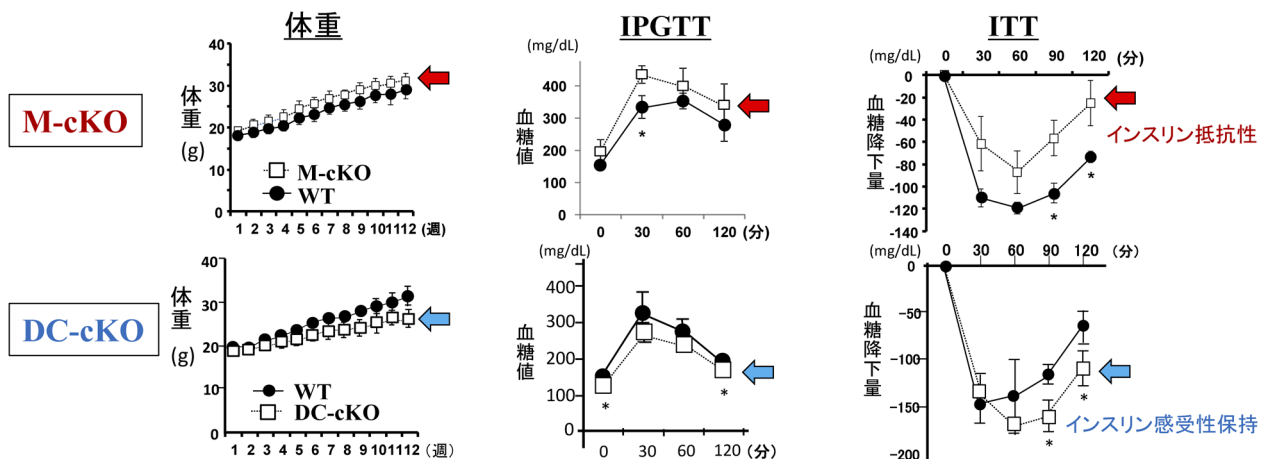 体重
IPGTT
ITT
M-cKO
体重
(g)
40
30
20
10
0
1 2 3 4 5 6 7 8 9 10 11 12 (週)
M-cKO
WT
(mg/dL)
血糖値
400
300
200
100
0
0 30 60 120 (分)
*
(mg/dL)
0 30 60 90 120 (分)
血糖降下量
0
-20
-40
-60
-80
-100
-120
-140
*
*
インスリン抵抗性
DC-cKO
体重
(g)
40
30
20
10
0
1 2 3 4 5 6 7 8 9 10 11 12 (週)
WT
DC-cKO
(mg/dL)
血糖値
400
300
200
100
0
0 30 60 120 (分)
*
*
(mg/dL)
0 30 60 90 120 (分)
血糖降下量
0
-50
-100
-150
-200
*
*
インスリン感受性保持